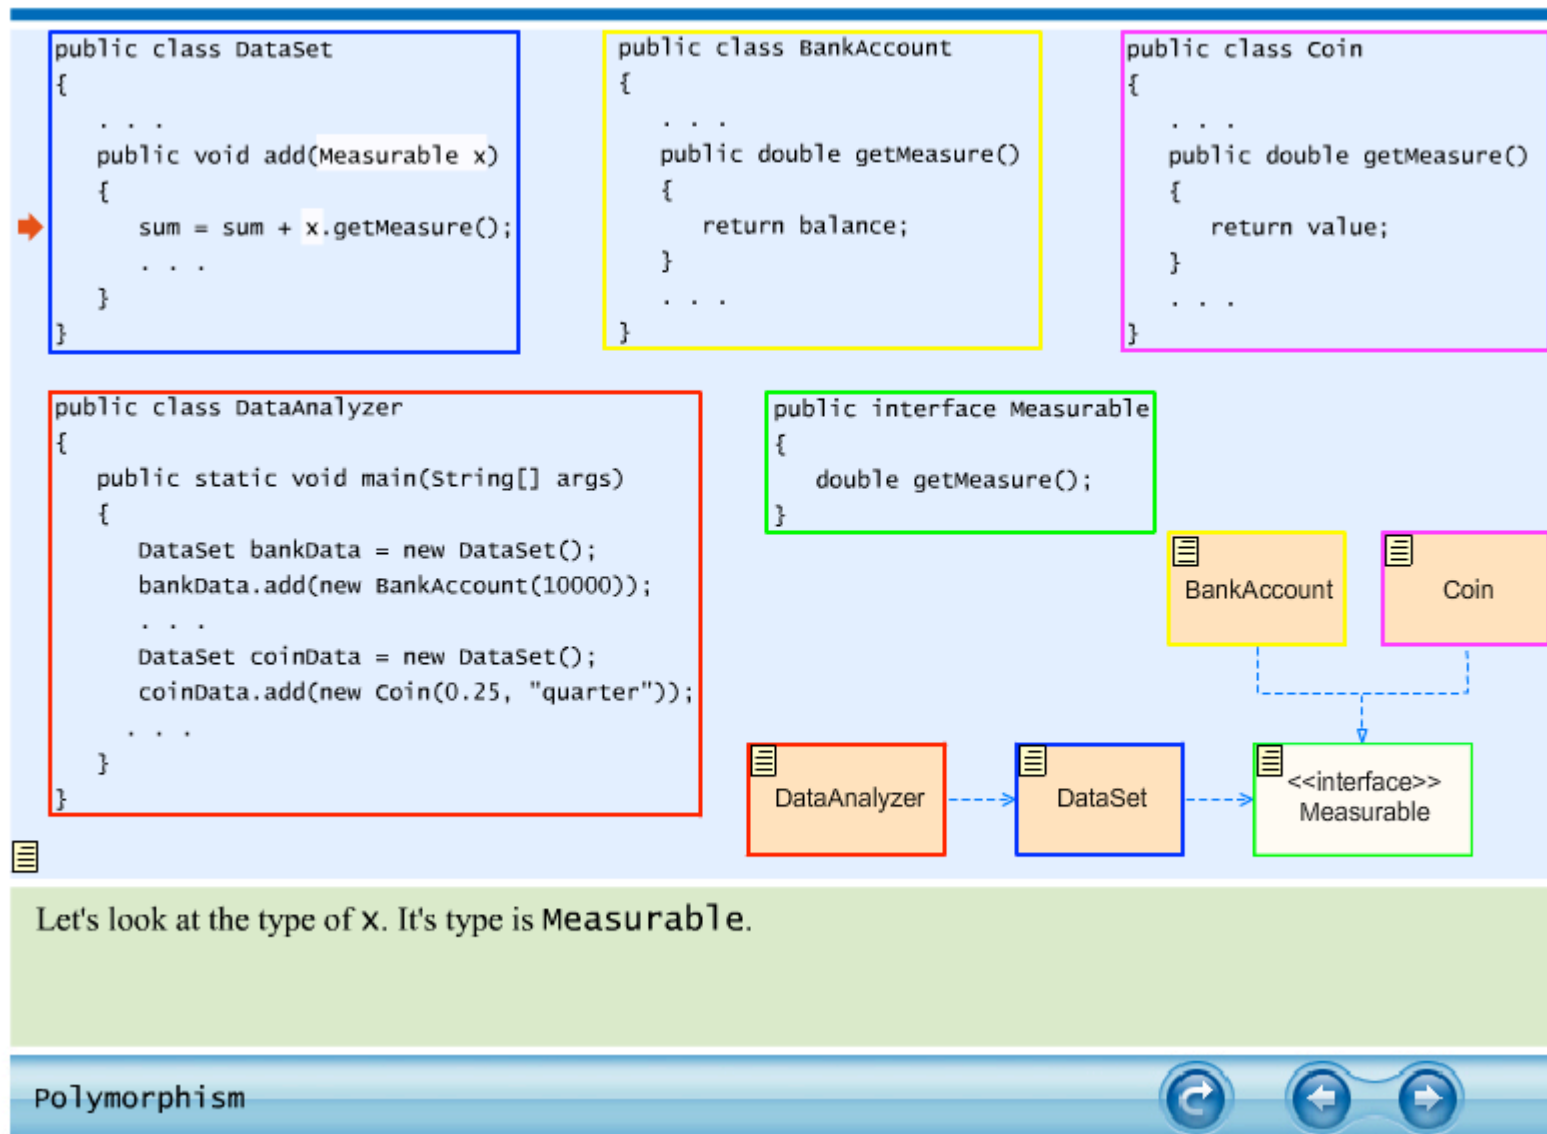 public class DataSet
{
. . .
public void add(Measurable x)
{
sum = sum + x.getMeasure();
. . .
}
}
public class BankAccount
{
. . .
public double getMeasure()
{
return balance;
}
. . .
}
public class Coin
{
. . .
public double getMeasure()
{
return value;
}
. . .
}
public class DataAnalyzer
{
public static void main(String[] args)
{
DataSet bankData = new DataSet();
bankData.add(new BankAccount(10000));
. . .
DataSet coinData = new DataSet();
coinData.add(new Coin(0.25, "quarter"));
. . .
}
}
public interface Measurable
{
double getMeasure();
}
BankAccount
Coin
DataAnalyzer
DataSet
<<interface>>
Measurable
Let's look at the type of x. It's type is Measurable.
Polymorphism